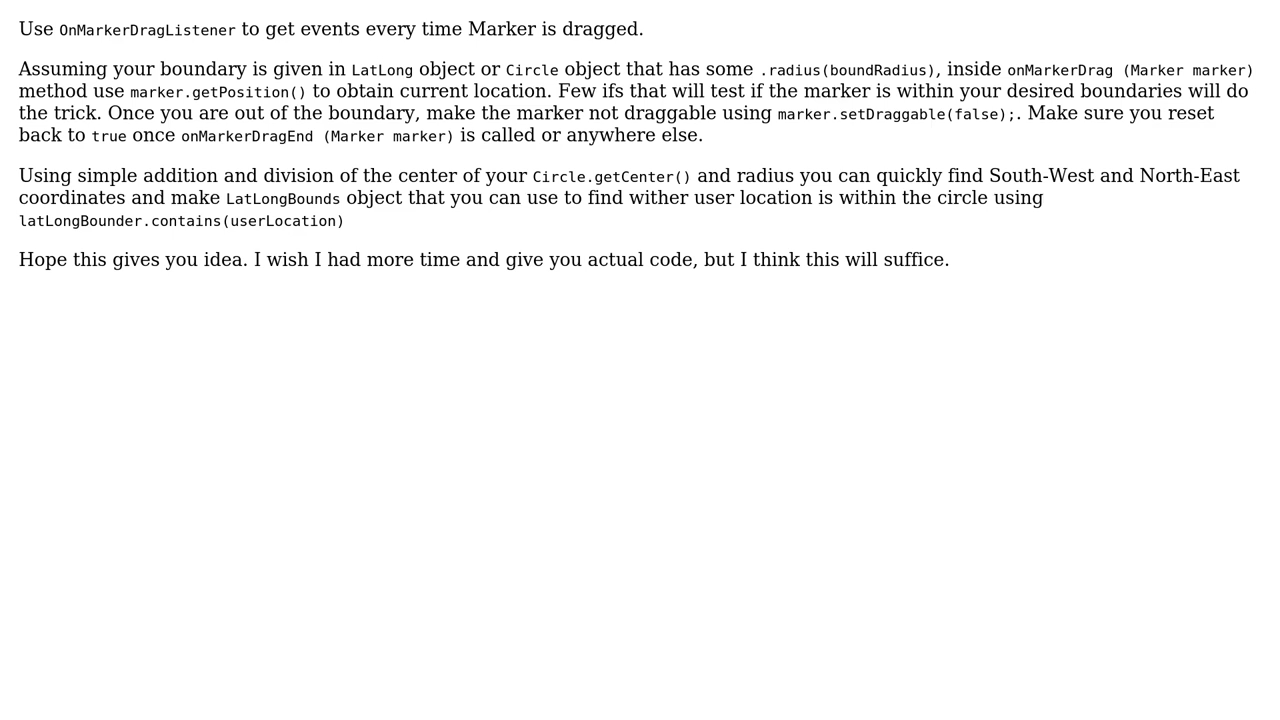 Use OnMarkerDragListener to get events every time Marker is dragged.
Assuming your boundary is given in LatLong object or Circle object that has some .radius(boundRadius), inside onMarkerDrag (Marker marker)
method use marker.getPosition() to obtain current location. Few ifs that will test if the marker is within your desired boundaries will do
the trick. Once you are out of the boundary, make the marker not draggable using marker.setDraggable(false);. Make sure you reset
back to true once onMarkerDragEnd (Marker marker) is called or anywhere else.
Using simple addition and division of the center of your Circle.getCenter() and radius you can quickly find South-West and North-East
coordinates and make LatLongBounds object that you can use to find wither user location is within the circle using
latLongBounder.contains(userLocation)
Hope this gives you idea. I wish I had more time and give you actual code, but I think this will suffice.